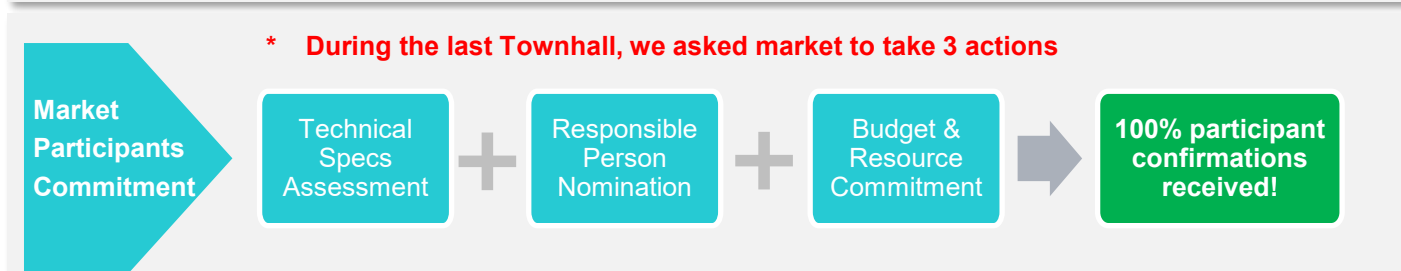 * During the last Townhall, we asked market to take 3 actions
Market
Participants
Commitment
Technical
Specs
Assessment
Responsible
Person
Nomination
Budget &
Resource
Commitment
100% participant
confirmations
received!